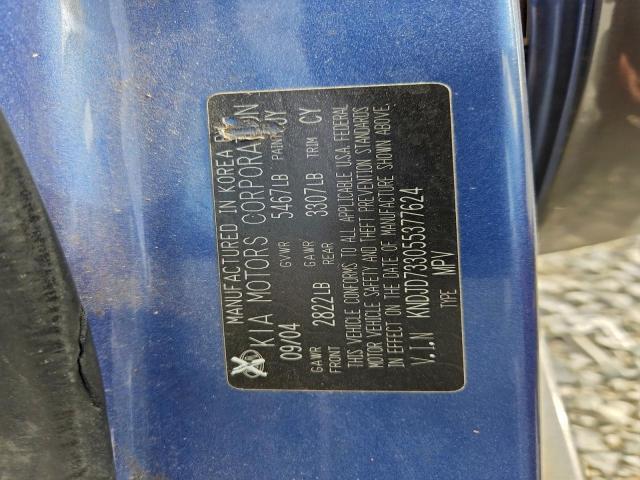 MANUFACTURED IN KOREA BY
KIA MOTORS CORPORATION
09/04 GVWR 5467LB PAINT JY
GAWR FRONT 2822LB GAWR REAR 3307LB TRIM CY
THIS VEHICLE CONFORMS TO ALL APPLICABLE U.S.A. FEDERAL
MOTOR VEHICLE SAFETY AND THEFT PREVENTION STANDARDS
IN EFFECT ON THE DATE OF MANUFACTURE SHOWN ABOVE.
V.I.N KNDJD733055377624
TYPE MPV